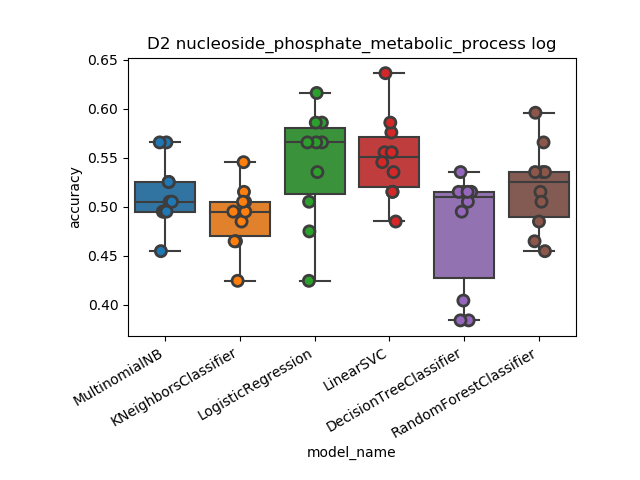 D2 nucleoside_phosphate_metabolic_process log
0.65
0.60
0.55
0.50
0.45
0.40
accuracy
MultinomialNB
KNeighborsClassifier
LogisticRegression
LinearSVC
DecisionTreeClassifier
RandomForestClassifier
model_name